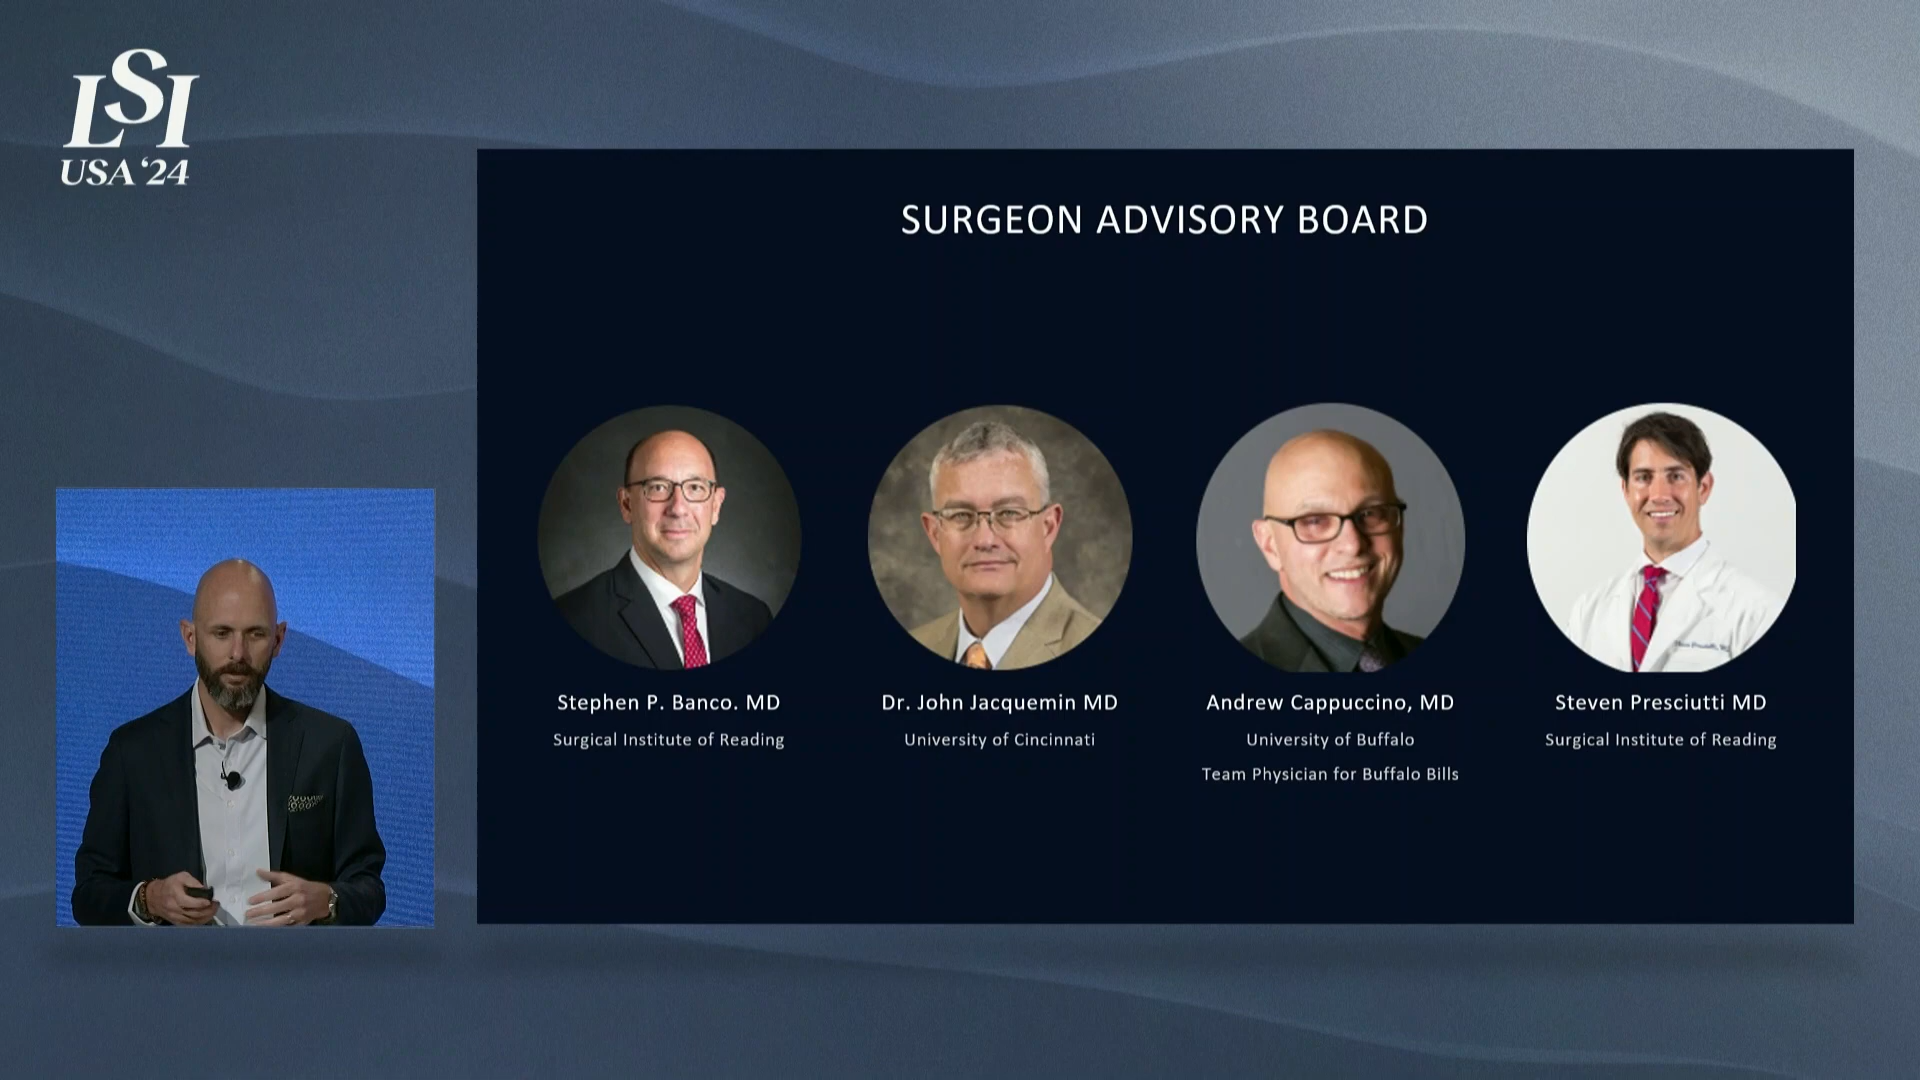 LSI
USA '24
SURGEON ADVISORY BOARD
Stephen P. Banco. MD
Surgical Institute of Reading
Dr. John Jacquemin MD
University of Cincinnati
Andrew Cappuccino, MD
University of Buffalo
Team Physician for Buffalo Bills
Steven Presciutti MD
Surgical Institute of Reading